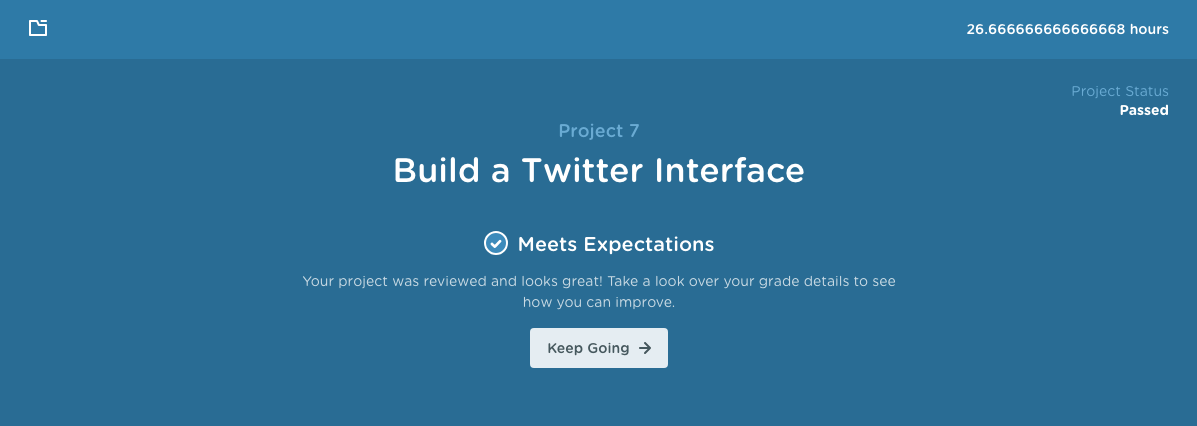 26.666666666666668 hours
Project Status
Passed
Project 7
Build a Twitter Interface
Meets Expectations
Your project was reviewed and looks great! Take a look over your grade details to see
how you can improve.
Keep Going